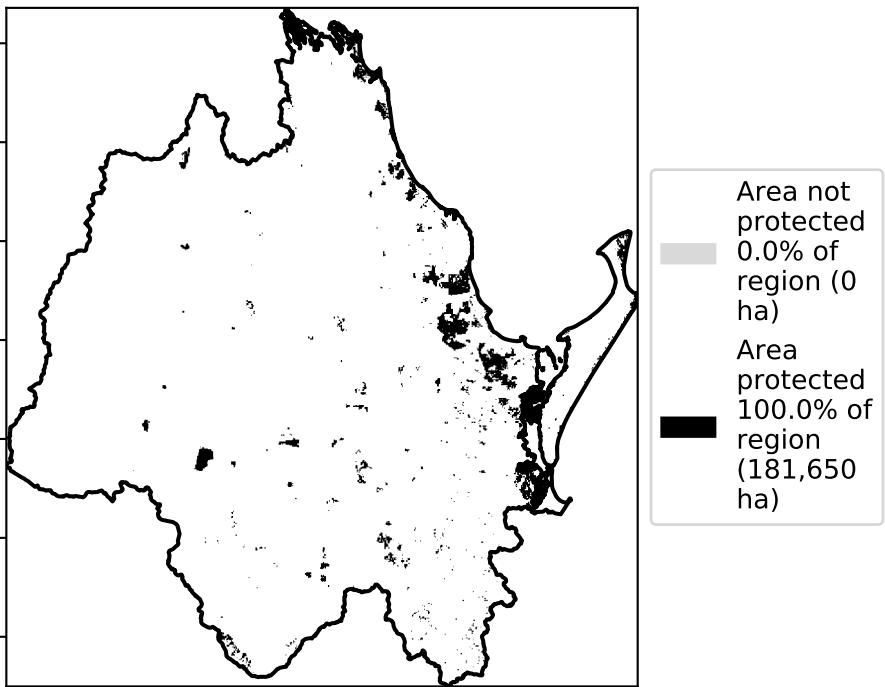 Area not
protected
0.0% of
region (0
ha)
Area
protected
100.0% of
region
(181,650
ha)